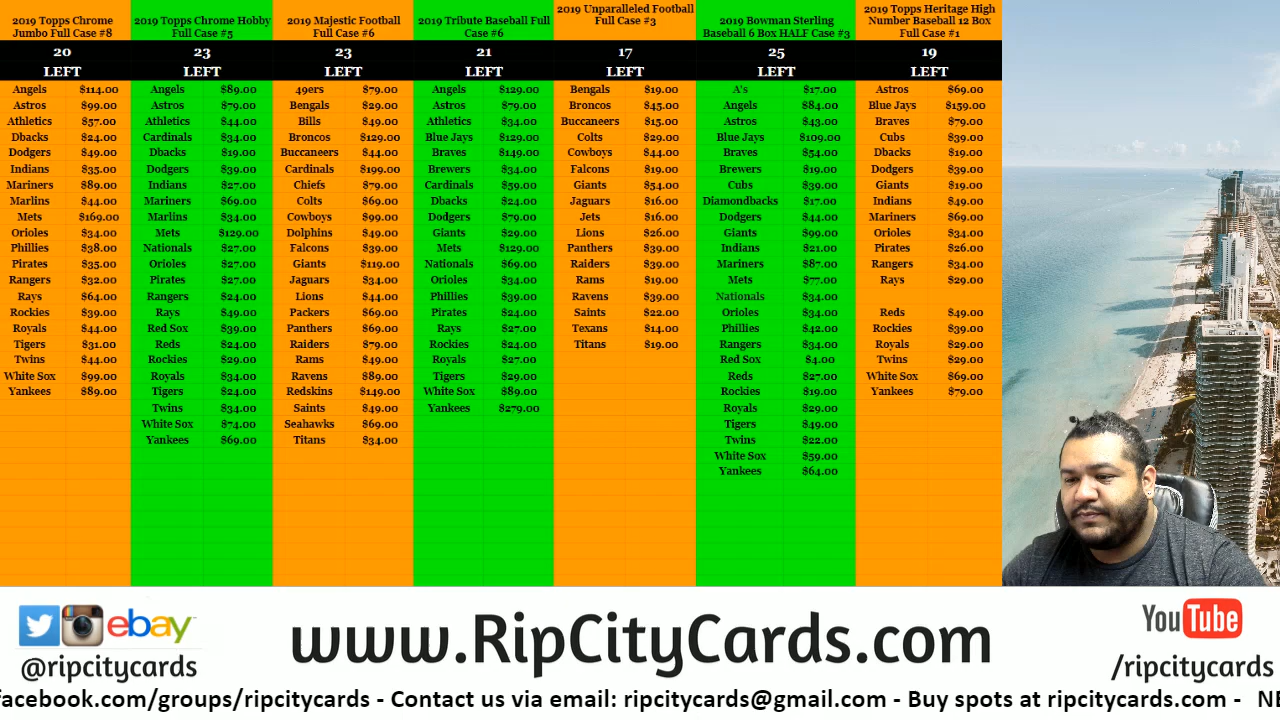 2019 Topps Chrome
Jumbo Full Case #8
20
LEFT
Angels $114.00
Astros $99.00
Athletics $57.00
Dbacks $24.00
Dodgers $49.00
Indians $35.00
Mariners $89.00
Marlins $44.00
Mets $169.00
Orioles $34.00
Phillies $38.00
Pirates $35.00
Rangers $32.00
Rays $64.00
Rockies $39.00
Royals $44.00
Tigers $31.00
Twins $44.00
White Sox $99.00
Yankees $89.00
2019 Topps Chrome Hobby
Full Case #5
23
LEFT
Angels $89.00
Astros $79.00
Athletics $44.00
Cardinals $34.00
Dbacks $19.00
Dodgers $39.00
Indians $27.00
Mariners $69.00
Marlins $34.00
Mets $129.00
Nationals $27.00
Orioles $27.00
Pirates $27.00
Rangers $24.00
Rays $49.00
Red Sox $39.00
Reds $24.00
Rockies $29.00
Royals $34.00
Tigers $24.00
Twins $34.00
White Sox $74.00
Yankees $69.00
2019 Majestic Football
Full Case #6
23
LEFT
49ers $79.00
Bengals $29.00
Bills $49.00
Broncos $129.00
Buccaneers $44.00
Cardinals $199.00
Chiefs $79.00
Colts $69.00
Cowboys $99.00
Dolphins $49.00
Falcons $39.00
Giants $119.00
Jaguars $34.00
Lions $44.00
Packers $69.00
Panthers $69.00
Raiders $79.00
Rams $49.00
Ravens $89.00
Redskins $149.00
Saints $49.00
Seahawks $69.00
Titans $34.00
2019 Tribute Baseball Full
Case #6
21
LEFT
Angels $129.00
Astros $79.00
Athletics $34.00
Blue Jays $129.00
Braves $149.00
Brewers $34.00
Cardinals $59.00
Dbacks $24.00
Dodgers $79.00
Giants $29.00
Mets $129.00
Nationals $69.00
Orioles $34.00
Phillies $39.00
Pirates $24.00
Rays $27.00
Rockies $24.00
Royals $27.00
Tigers $29.00
White Sox $89.00
Yankees $279.00
2019 Unparalleled Football
Full Case #3
17
LEFT
Bengals $19.00
Broncos $45.00
Buccaneers $15.00
Colts $29.00
Cowboys $44.00
Falcons $19.00
Giants $54.00
Jaguars $16.00
Jets $16.00
Lions $26.00
Panthers $39.00
Raiders $39.00
Rams $19.00
Ravens $39.00
Saints $22.00
Texans $14.00
Titans $19.00
2019 Bowman Sterling
Baseball 6 Box HALF Case #3
25
LEFT
A's $17.00
Angels $84.00
Astros $43.00
Blue Jays $109.00
Braves $54.00
Brewers $19.00
Cubs $39.00
Diamondbacks $17.00
Dodgers $44.00
Giants $99.00
Indians $21.00
Mariners $87.00
Mets $77.00
Nationals $34.00
Orioles $34.00
Phillies $42.00
Rangers $34.00
Red Sox $4.00
Reds $27.00
Rockies $19.00
Royals $29.00
Tigers $49.00
Twins $22.00
White Sox $59.00
Yankees $64.00
2019 Topps Heritage High
Number Baseball 12 Box
Full Case #1
19
LEFT
Astros $69.00
Blue Jays $159.00
Braves $79.00
Cubs $39.00
Dbacks $19.00
Giants $19.00
Indians $49.00
Mariners $69.00
Orioles $34.00
Pirates $26.00
Rangers $34.00
Rays $29.00
Reds $49.00
Rockies $39.00
Royals $29.00
Twins $29.00
White Sox $69.00
Yankees $79.00
ebay
@ripcitycards
www.RipCityCards.com
YouTube
/ripcitycards
facebook.com/groups/ripcitycards - Contact us via email: ripcitycards@gmail.com - Buy spots at ripcitycards.com - NE